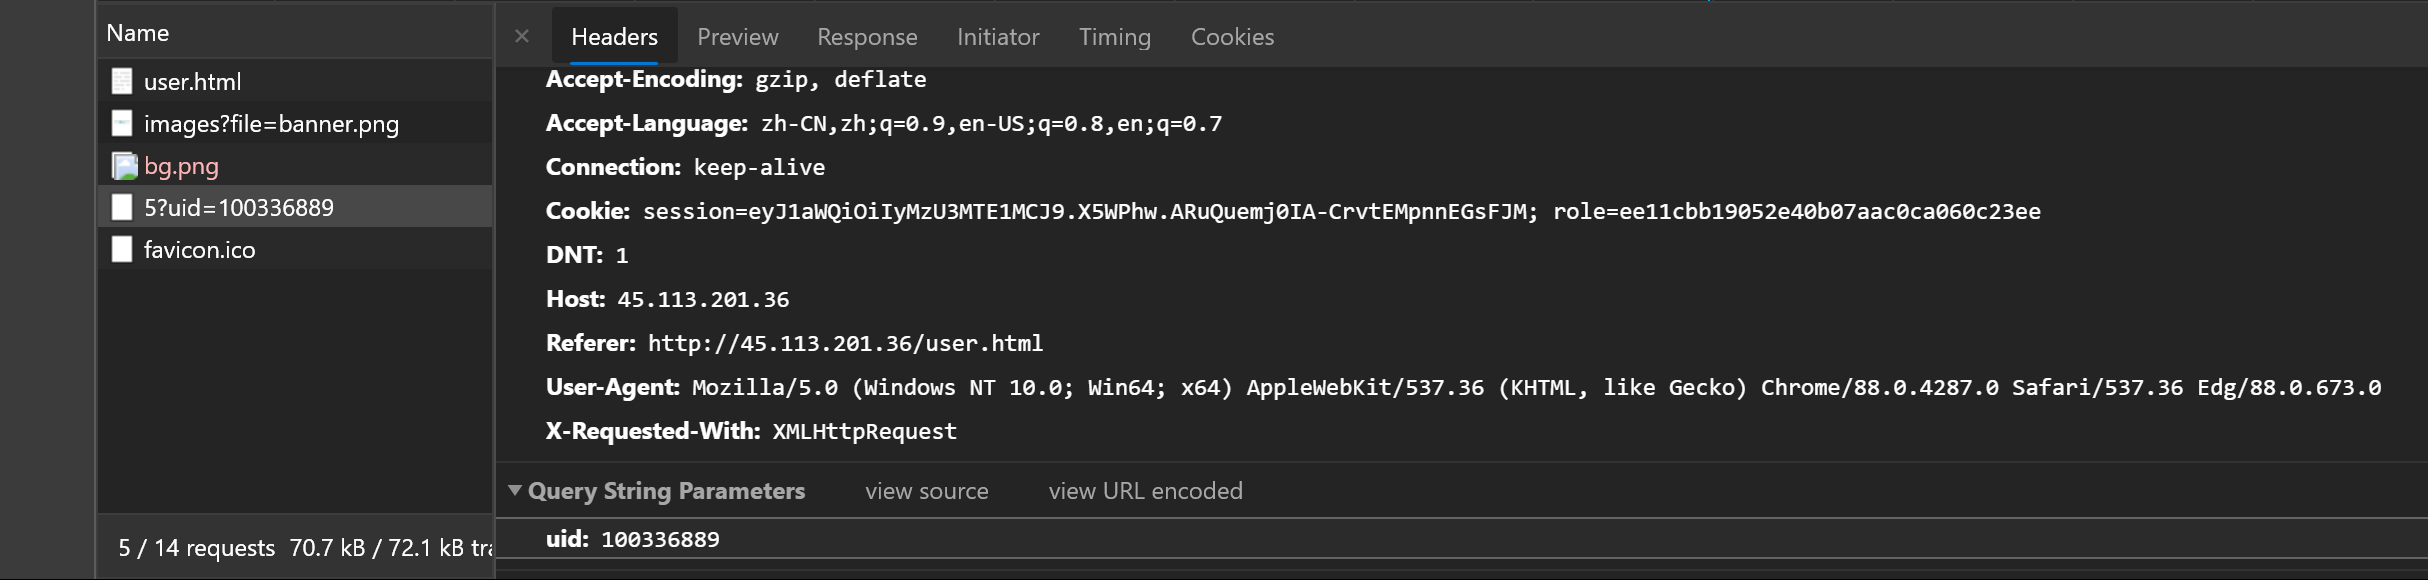 Name
user.html
images?file=banner.png
bg.png
5?uid=100336889
favicon.ico
5 / 14 requests 70.7 kB / 72.1 kB tra
Headers Preview Response Initiator Timing Cookies
Accept-Encoding: gzip, deflate
Accept-Language: zh-CN,zh;q=0.9,en-US;q=0.8,en;q=0.7
Connection: keep-alive
Cookie: session=eyJ1aWQiOiIyMzU3MTE1MCJ9.X5WPhw.ARuQuemj0IA-CrvtEMpnnEGsFJM; role=ee11cbb19052e40b07aac0ca060c23ee
DNT: 1
Host: 45.113.201.36
Referer: http://45.113.201.36/user.html
User-Agent: Mozilla/5.0 (Windows NT 10.0; Win64; x64) AppleWebKit/537.36 (KHTML, like Gecko) Chrome/88.0.4287.0 Safari/537.36 Edg/88.0.673.0
X-Requested-With: XMLHttpRequest
Query String Parameters view source view URL encoded
uid: 100336889